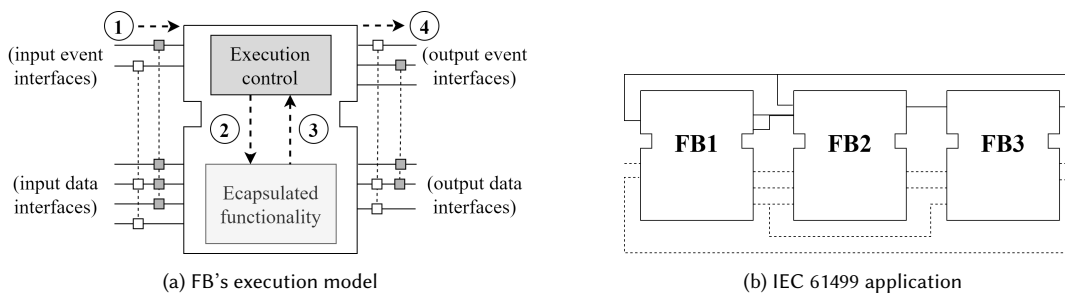 1
4
(input event
interfaces)
Execution
control
(output event
interfaces)
2
3
(input data
interfaces)
Ecapsulated
functionality
(output data
interfaces)
(a) FB's execution model
FB1
FB2
FB3
(b) IEC 61499 application